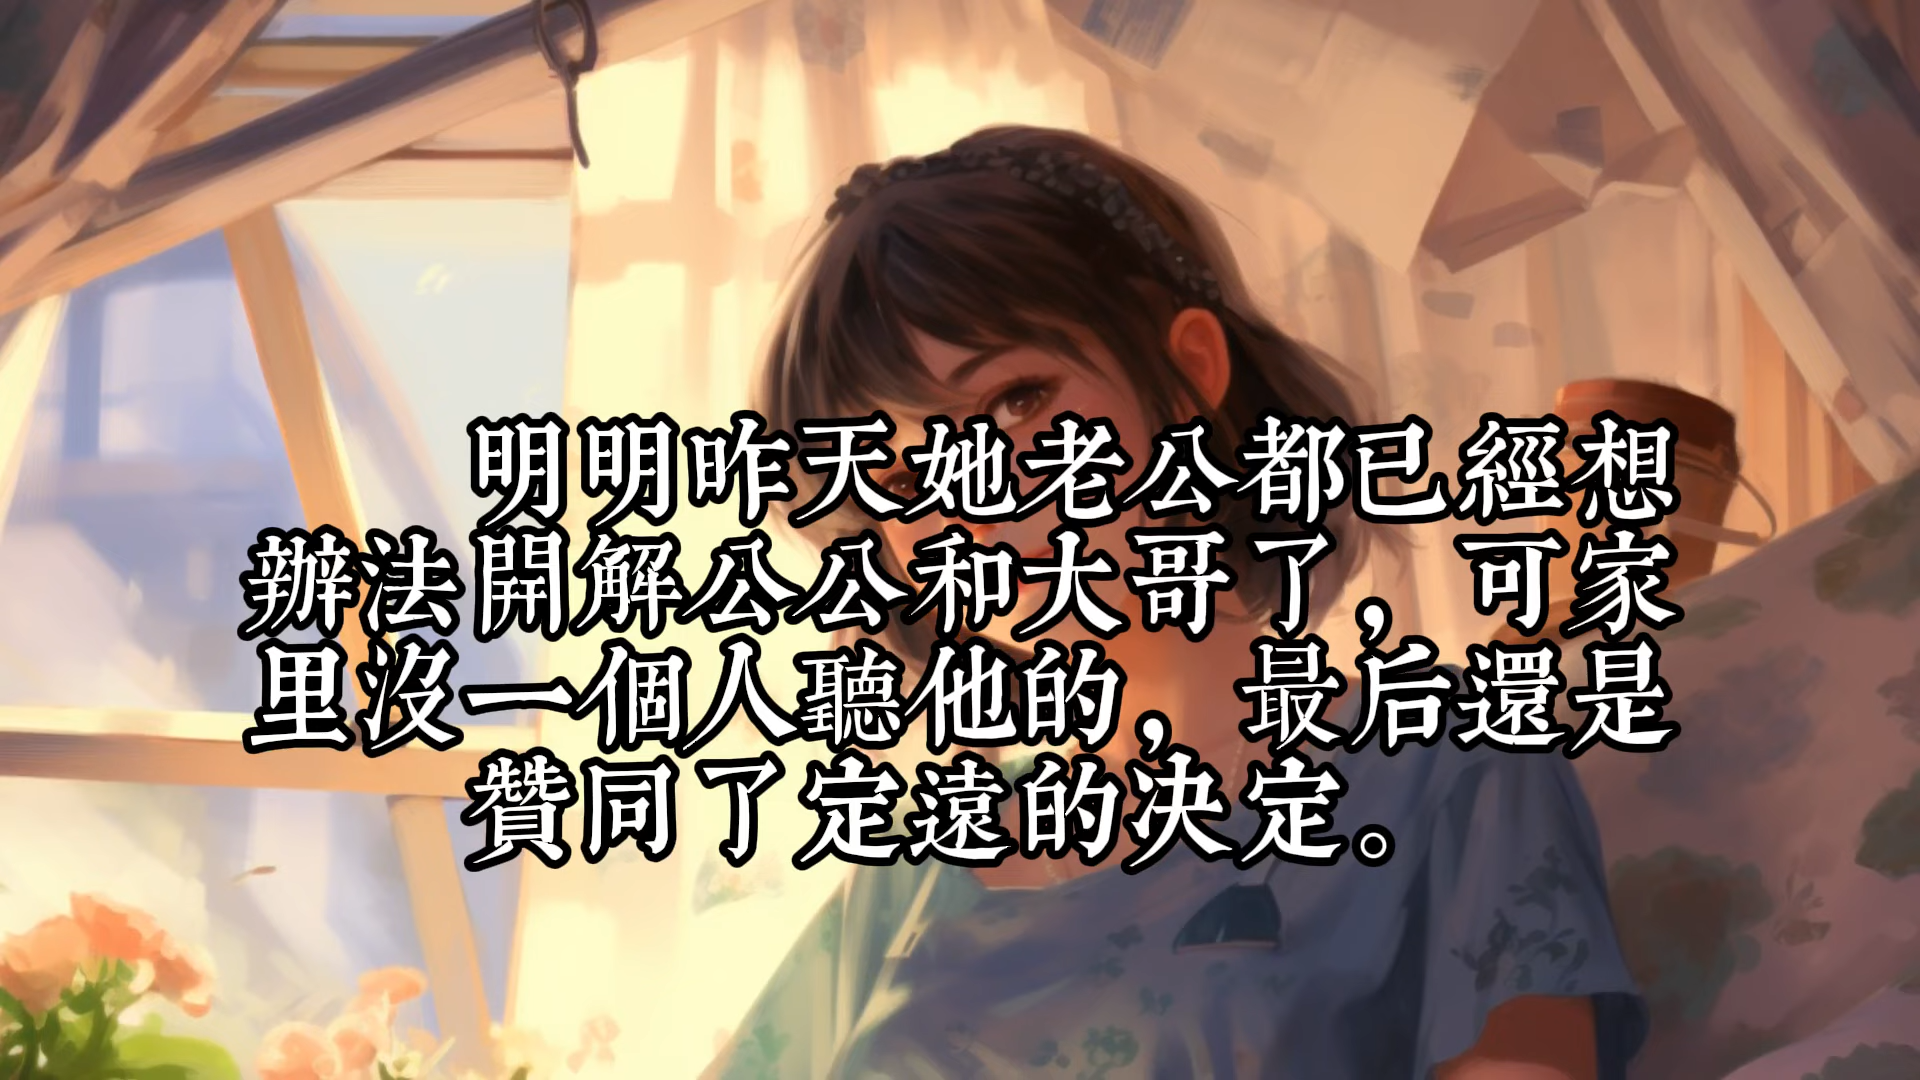 明明昨天她老公都已經想
辦法開解公公和大哥了，可家
里沒一個人聽他的，最后還是
贊同了定遠的决定。